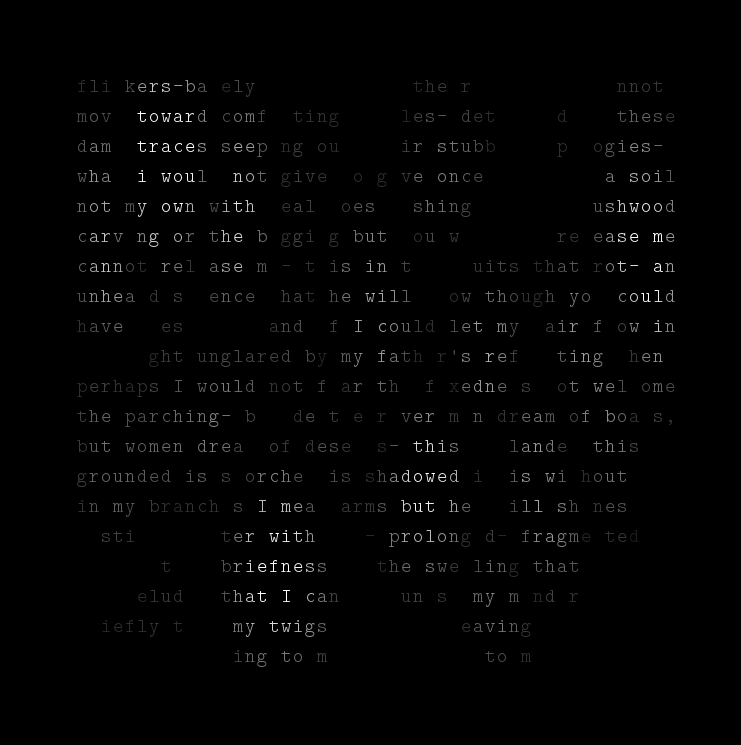 fli kers-ba ely the r nnot
mov toward comf ting les- det d these
dam traces seep ng ou ir stubb p ogies-
wha i woul not give o g ve once a soil
not my own with eal oes shing ushwood
carv ng or the b ggi g but ou w re ease me
cannot rel ase m - t is in t uits that rot- an
unhea d s ence hat he will ow though yo could
have es and f I could let my air f ow in
ght unglared by my fath r's ref ting hen
perhaps I would not f ar th f xedne s ot wel ome
the parching- b de t e r ver m n dream of boa s,
but women drea of dese s- this lande this
grounded is s orche is shadowed i is wi hout
in my branch s I mea arms but he ill sh nes
sti ter with - prolong d- fragme ted
t briefness the swe ling that
elud that I can un s my m nd r
iefly t my twigs eaving
ing to m to m